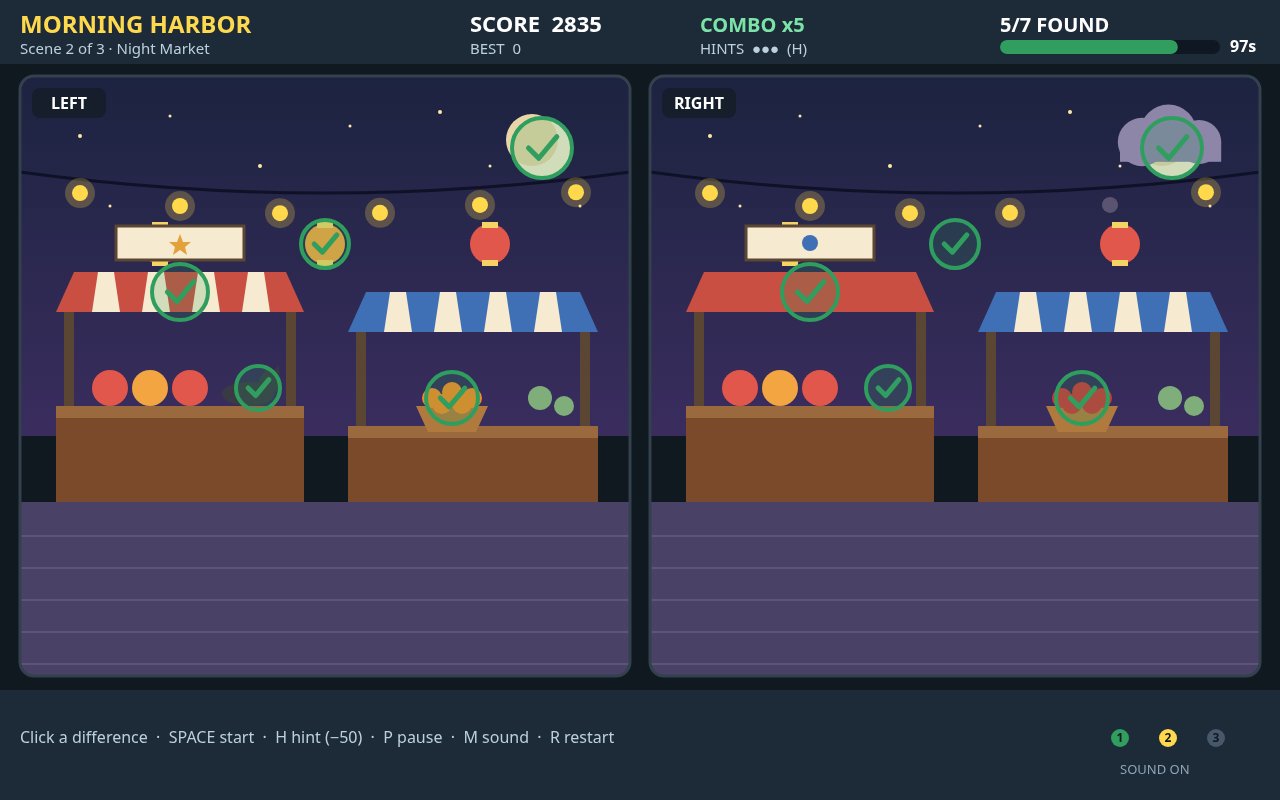 MORNING HARBOR
Scene 2 of 3 · Night Market
SCORE 2835
BEST 0
COMBO x5
HINTS ●●● (H)
5/7 FOUND
97s
LEFT
RIGHT
Click a difference · SPACE start · H hint (−50) · P pause · M sound · R restart
1 2 3
SOUND ON